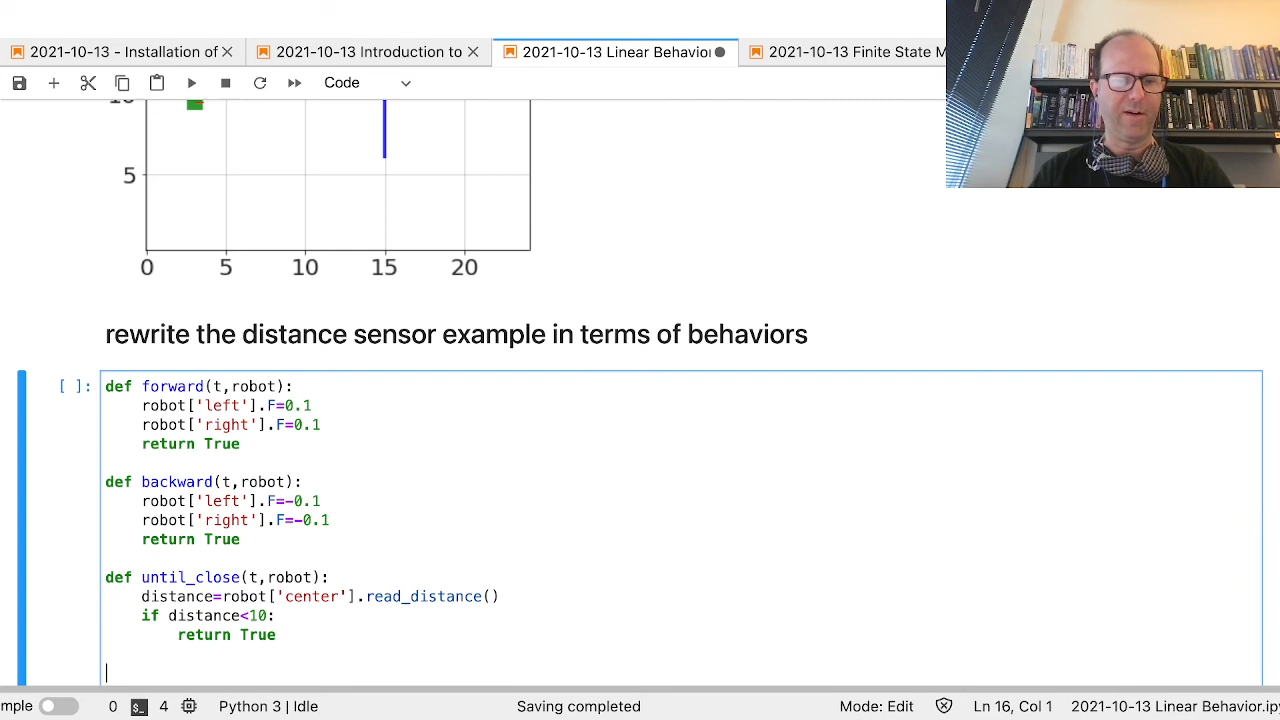 2021-10-13 - Installation of
2021-10-13 Introduction to
2021-10-13 Linear Behavior
2021-10-13 Finite State M
Code
10
5
0 5 10 15 20
rewrite the distance sensor example in terms of behaviors
[ ]:
def forward(t,robot):
    robot['left'].F=0.1
    robot['right'].F=0.1
    return True
def backward(t,robot):
    robot['left'].F=-0.1
    robot['right'].F=-0.1
    return True
def until_close(t,robot):
    distance=robot['center'].read_distance()
    if distance<10:
        return True
mple 0 $_ 4 Python 3 | Idle Saving completed Mode: Edit Ln 16, Col 1 2021-10-13 Linear Behavior.ip